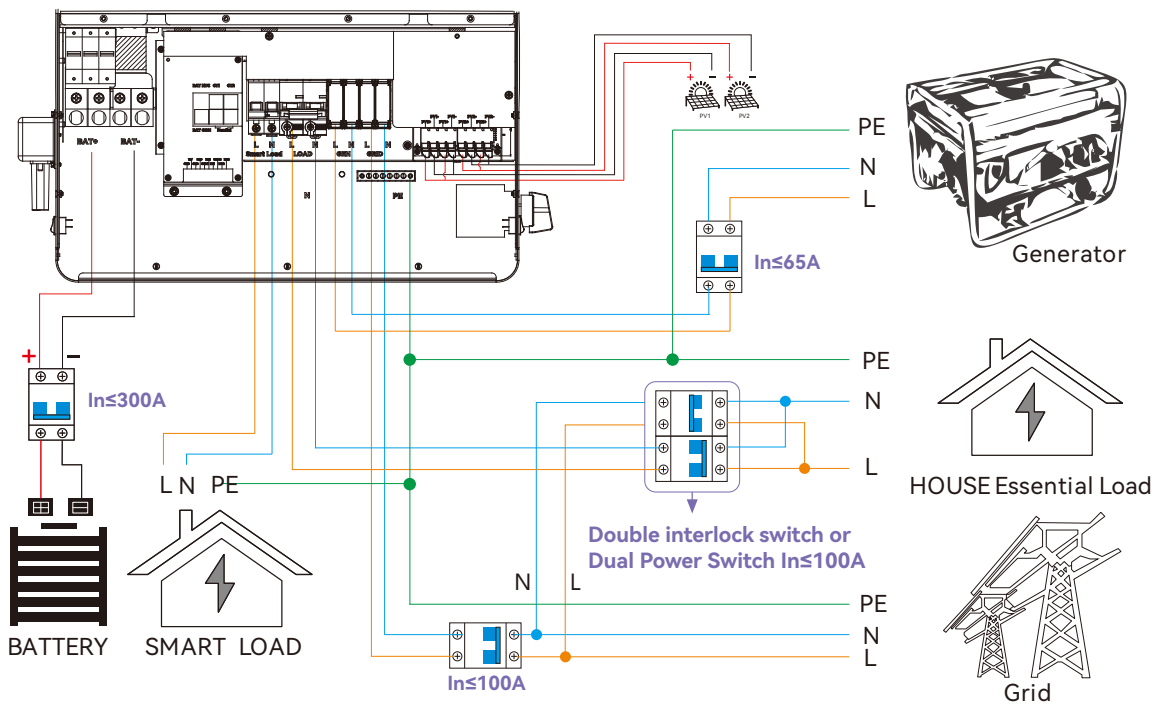 BAT+
BAT-
L
N
L
N
L
N
L
N
Smart Load
LOAD
GEN
GRID
N
PE
+
−
+
−
PV1
PV2
PE
N
L
In≤65A
Generator
+
−
In≤300A
PE
N
L
HOUSE Essential Load
L N PE
Double interlock switch or
Dual Power Switch In≤100A
BATTERY
SMART LOAD
N
L
PE
N
L
In≤100A
Grid